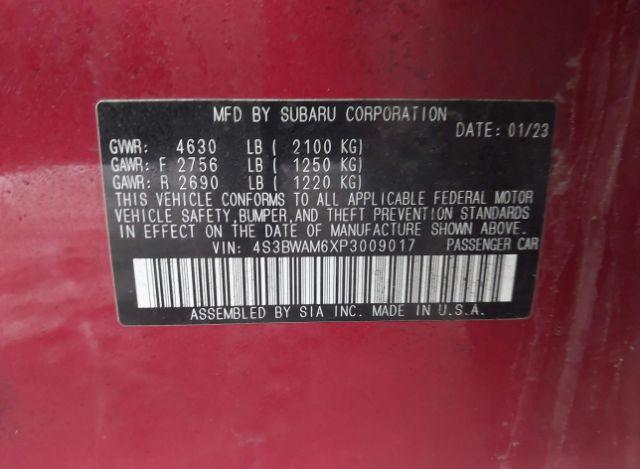 MFD BY SUBARU CORPORATION
DATE: 01/23
GVWR: 4630 LB ( 2100 KG)
GAWR: F 2756 LB ( 1250 KG)
GAWR: R 2690 LB ( 1220 KG)
THIS VEHICLE CONFORMS TO ALL APPLICABLE FEDERAL MOTOR
VEHICLE SAFETY, BUMPER, AND THEFT PREVENTION STANDARDS
IN EFFECT ON THE DATE OF MANUFACTURE SHOWN ABOVE.
VIN: 4S3BWAM6XP3009017 PASSENGER CAR
ASSEMBLED BY SIA INC. MADE IN U.S.A.